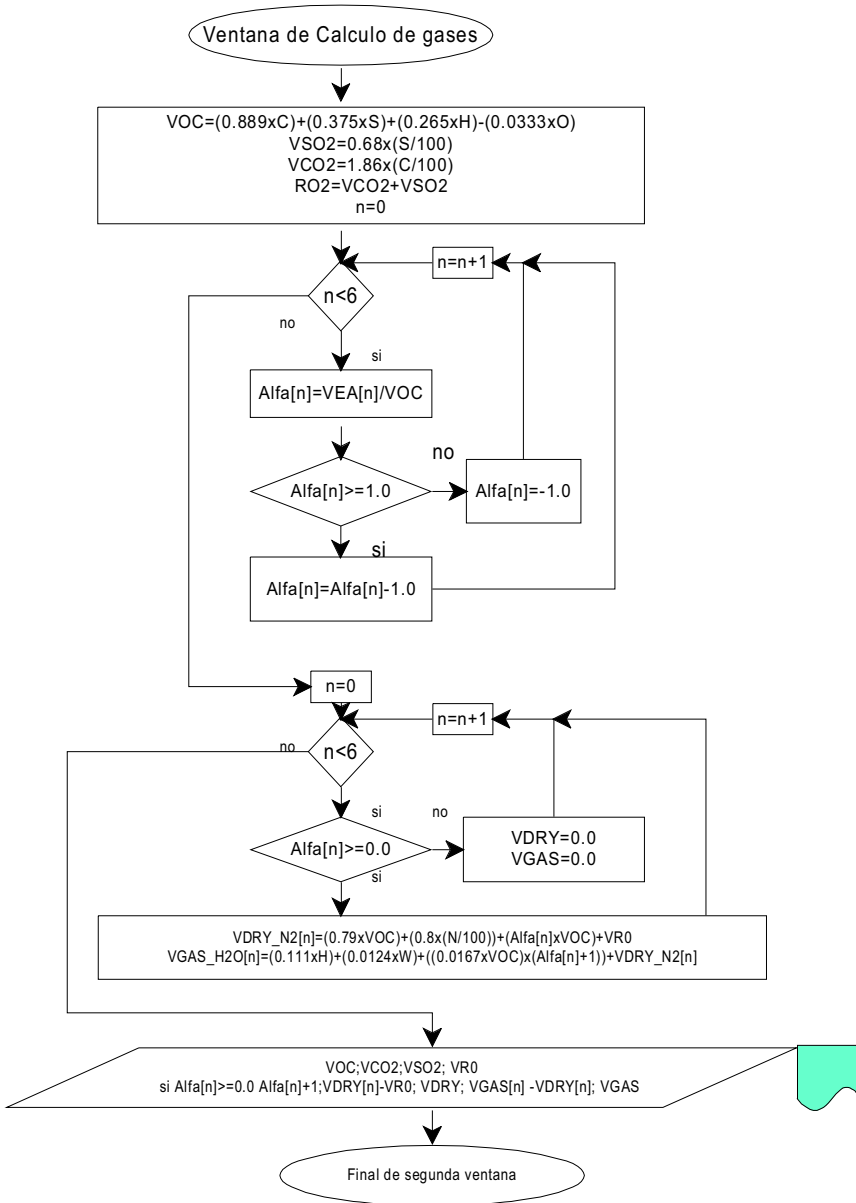 Ventana de Calculo de gases
VOC=(0.889xC)+(0.375xS)+(0.265xH)-(0.0333xO)
VSO2=0.68x(S/100)
VCO2=1.86x(C/100)
RO2=VCO2+VSO2
n=0
n=n+1
n<6
no
si
Alfa[n]=VEA[n]/VOC
no
Alfa[n]>=1.0
Alfa[n]=-1.0
si
Alfa[n]=Alfa[n]-1.0
n=0
n=n+1
no
n<6
si
no
Alfa[n]>=0.0
VDRY=0.0
VGAS=0.0
si
VDRY_N2[n]=(0.79xVOC)+(0.8x(N/100))+(Alfa[n]xVOC)+VR0
VGAS_H2O[n]=(0.111xH)+(0.0124xW)+((0.0167xVOC)x(Alfa[n]+1))+VDRY_N2[n]
VOC;VCO2;VSO2; VR0
si Alfa[n]>=0.0 Alfa[n]+1;VDRY[n]-VR0; VDRY; VGAS[n] -VDRY[n]; VGAS
Final de segunda ventana